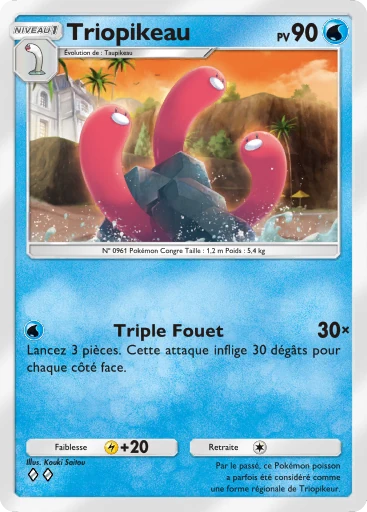 NIVEAU 1
Triopikeau
PV 90
Évolution de : Taupikeau
N° 0961 Pokémon Congre Taille : 1,2 m Poids : 5,4 kg
Triple Fouet 30×
Lancez 3 pièces. Cette attaque inflige 30 dégâts pour
chaque côté face.
Faiblesse +20
Retraite
Illus. Kouki Saitou
Par le passé, ce Pokémon poisson
a parfois été considéré comme
une forme régionale de Triopikeur.